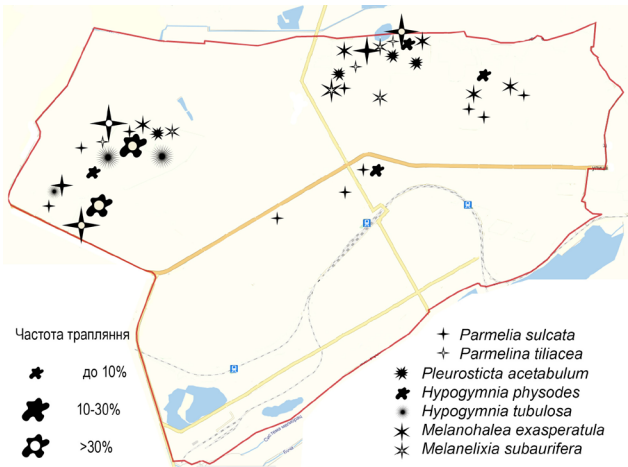 Частота трапляння
до 10%
10-30%
>30%
Parmelia sulcata
Parmelina tiliacea
Pleurosticta acetabulum
Hypogymnia physodes
Hypogymnia tubulosa
Melanohalea exasperatula
Melanelixia subaurifera